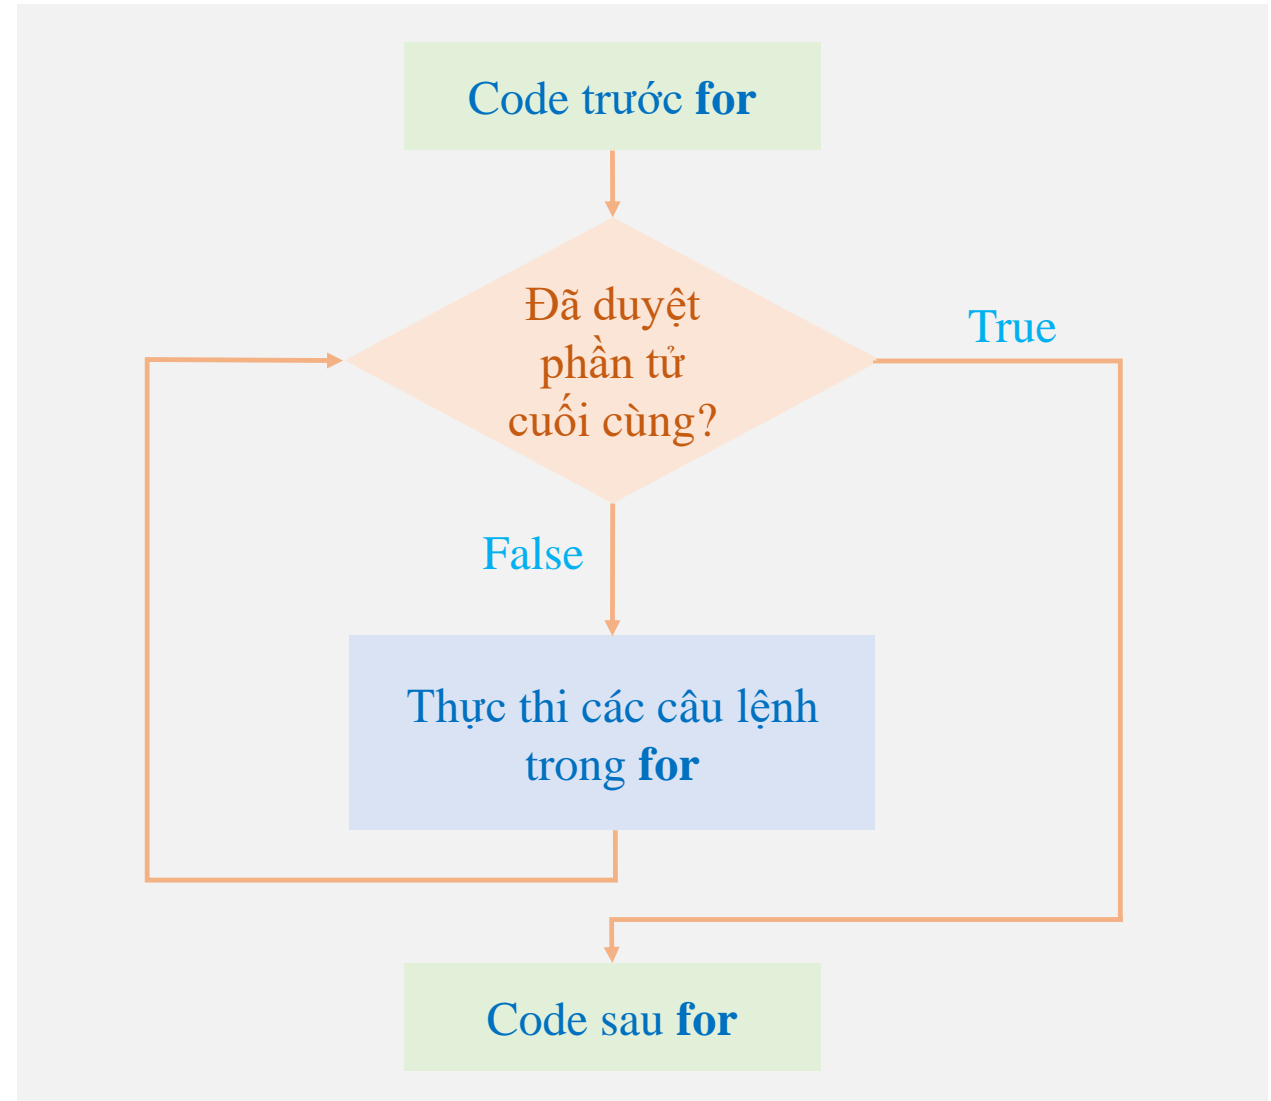 Code trước for
Đã duyệt
phần tử
cuối cùng?
True
False
Thực thi các câu lệnh
trong for
Code sau for